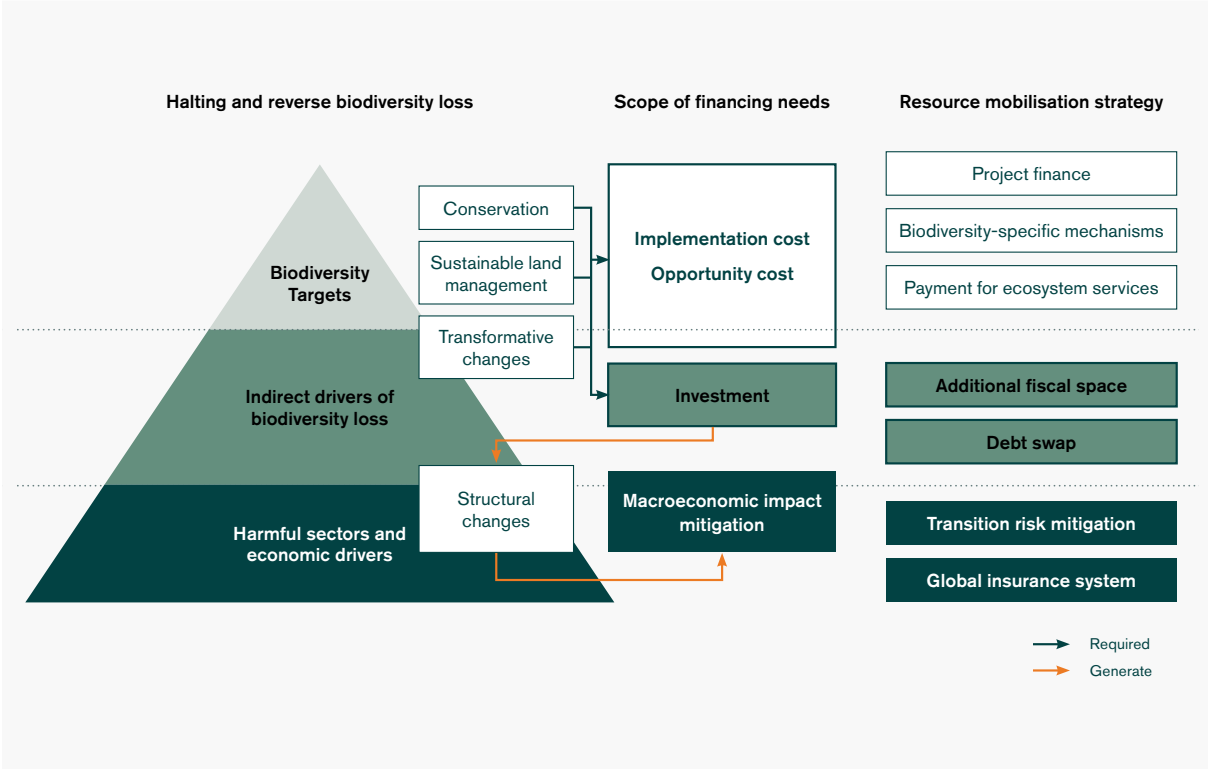 Halting and reverse biodiversity loss
Scope of financing needs
Resource mobilisation strategy
Biodiversity
Targets
Indirect drivers of
biodiversity loss
Harmful sectors and
economic drivers
Conservation
Sustainable land
management
Transformative
changes
Structural
changes
Implementation cost
Opportunity cost
Investment
Macroeconomic impact
mitigation
Project finance
Biodiversity-specific mechanisms
Payment for ecosystem services
Additional fiscal space
Debt swap
Transition risk mitigation
Global insurance system
Required
Generate